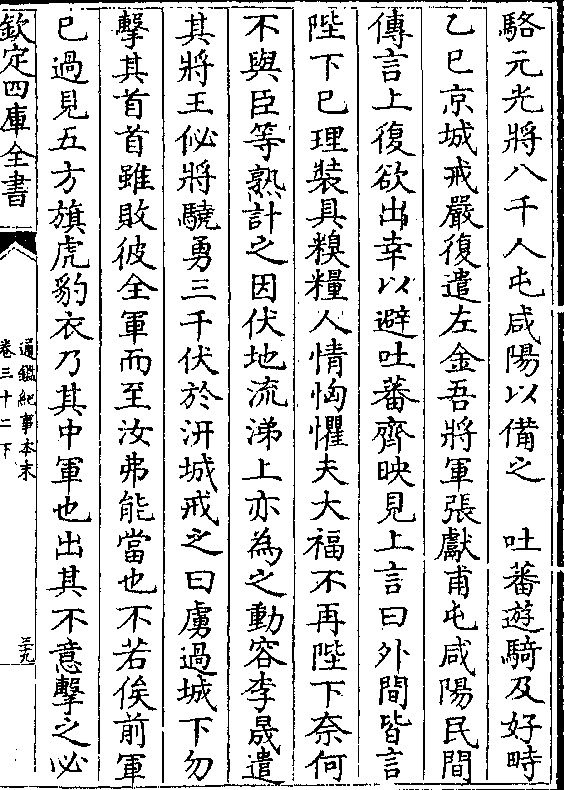 駱元光將八千人屯咸陽以備之　吐蕃遊騎及好畤
乙巳京城戒嚴復遣左金吾將軍張獻甫屯咸陽民間
傳言上復欲出幸以避吐蕃齊映見上言曰外間皆言
陛下已理裝具糗糧人情恟懼夫大福不再陛下奈何
不與臣等熟計之因伏地流涕上亦為之動容李晟遣
其將王佖將驍勇三千伏於汧城戒之曰虜過城下勿
擊其首首雖敗彼全軍而至汝弗能當也不若俟前軍
已過見五方旗虎豹衣乃其中軍也出其不意擊之必
欽定四庫全書
通鑑紀事本末
卷三十二下
三十九